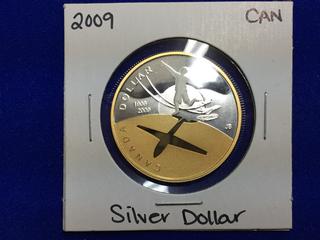 2009 CAN
CANADA DOLLAR
1909
2009
Silver Dollar